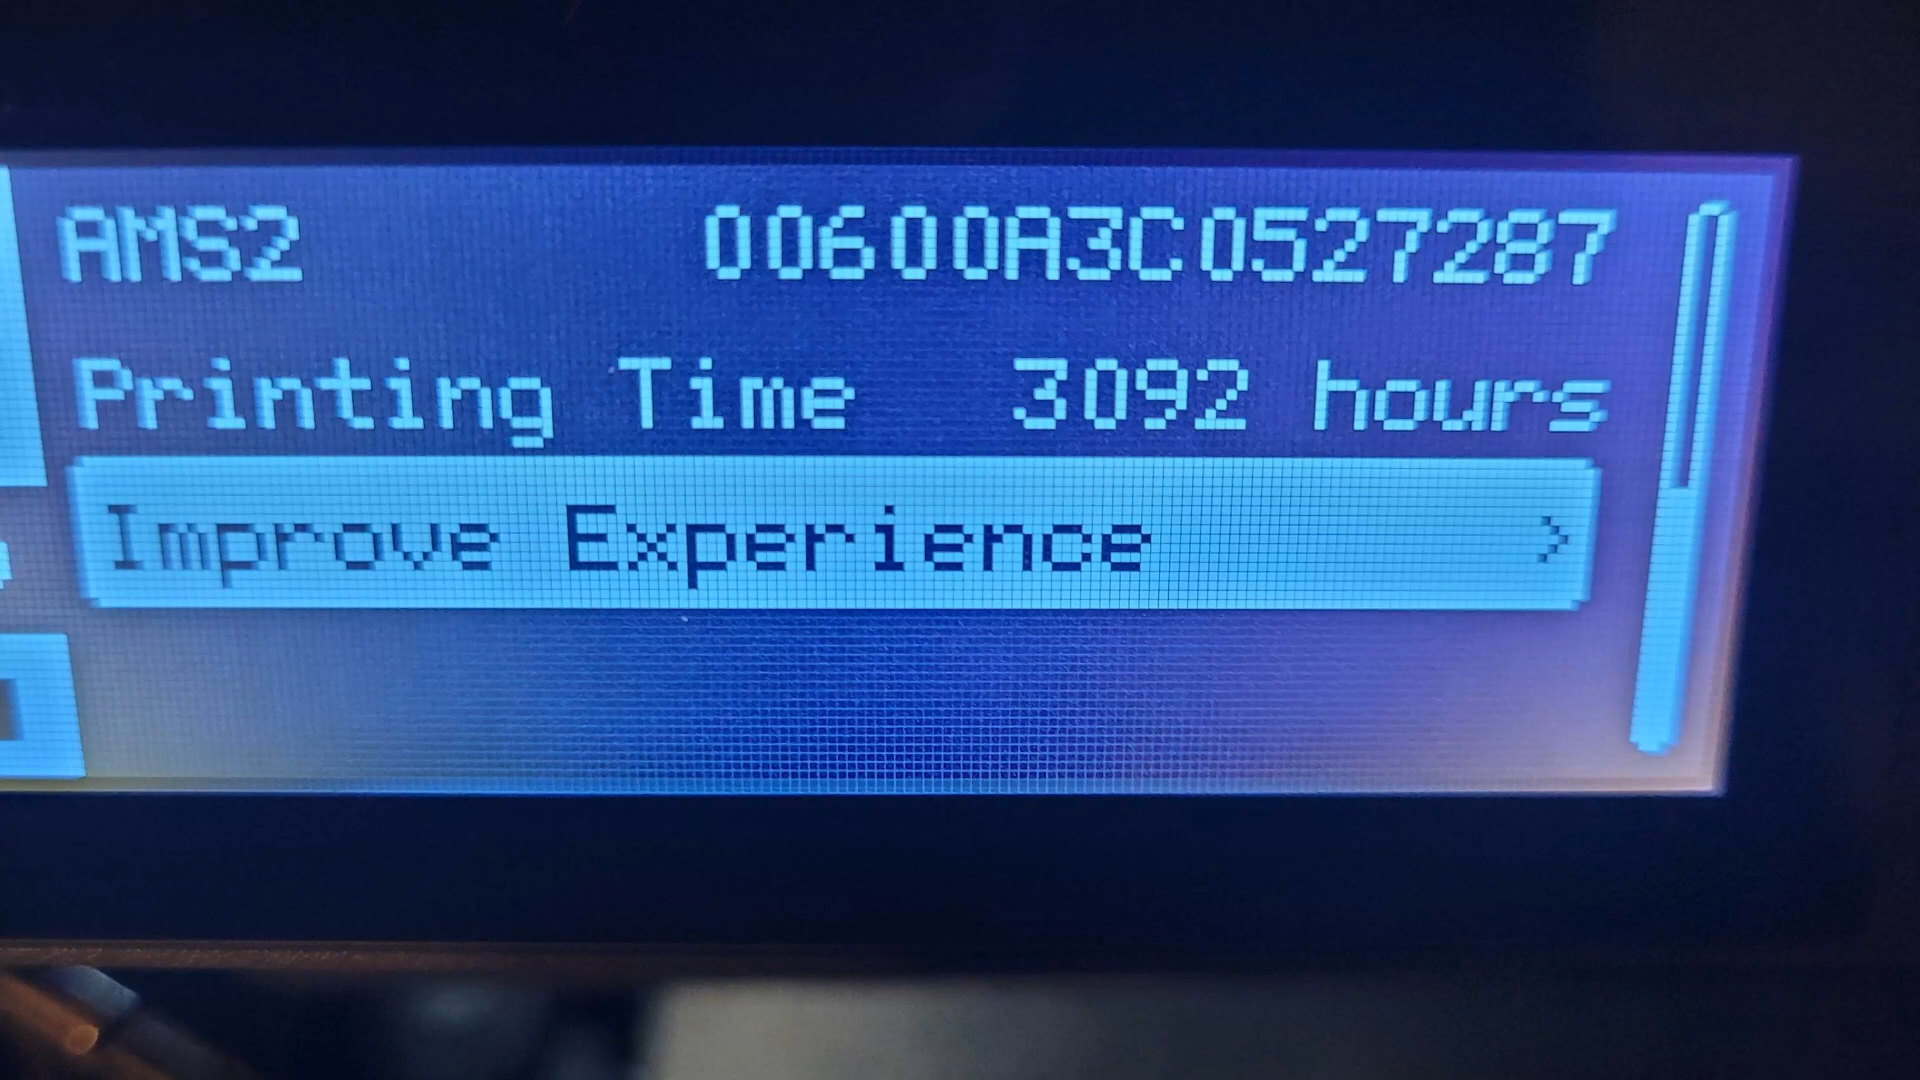 AMS2 00600A3C0527287
Printing Time 3092 hours
Improve Experience >